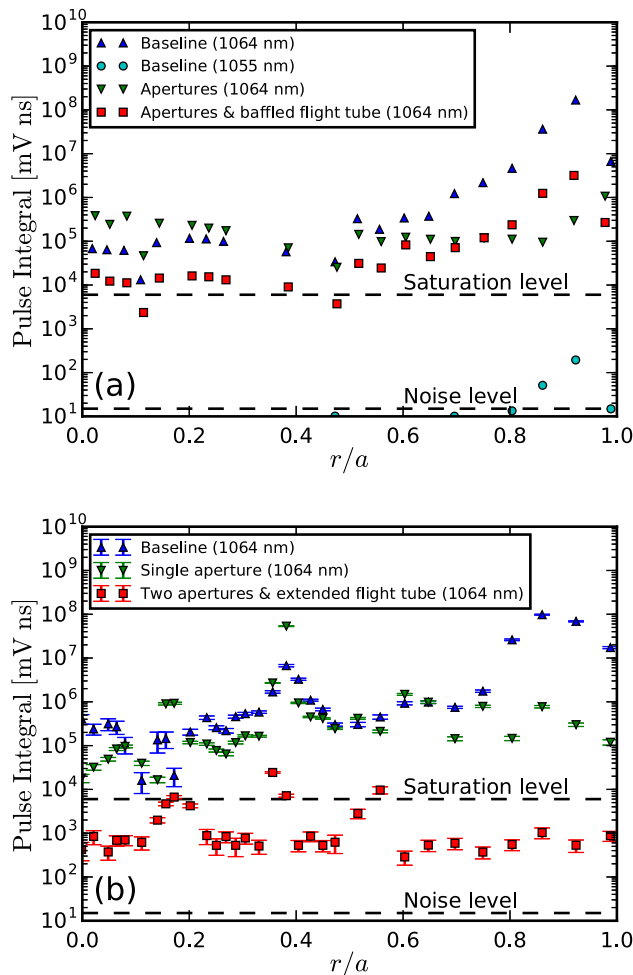 Pulse Integral [mV ns]
10^10
10^9
10^8
10^7
10^6
10^5
10^4
10^3
10^2
10^1
Baseline (1064 nm)
Baseline (1055 nm)
Apertures (1064 nm)
Apertures & baffled flight tube (1064 nm)
Saturation level
Noise level
(a)
0.0 0.2 0.4 0.6 0.8 1.0
r/a
Pulse Integral [mV ns]
10^10
10^9
10^8
10^7
10^6
10^5
10^4
10^3
10^2
10^1
Baseline (1064 nm)
Single aperture (1064 nm)
Two apertures & extended flight tube (1064 nm)
Saturation level
Noise level
(b)
0.0 0.2 0.4 0.6 0.8 1.0
r/a